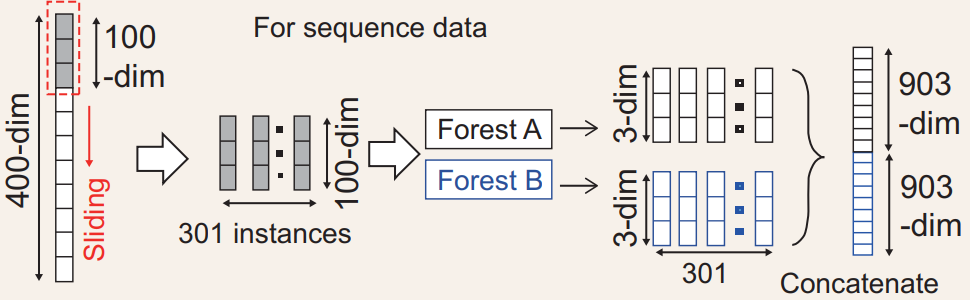 For sequence data
400-dim
100
-dim
Sliding
301 instances
100-dim
Forest A
Forest B
3-dim
3-dim
301
903
-dim
903
-dim
Concatenate